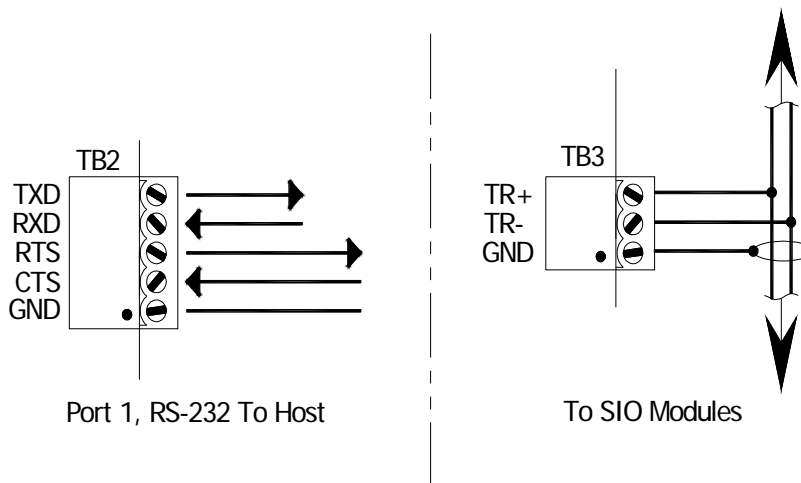 TB2
TXD
RXD
RTS
CTS
GND
Port 1, RS-232 To Host
TB3
TR+
TR-
GND
To SIO Modules